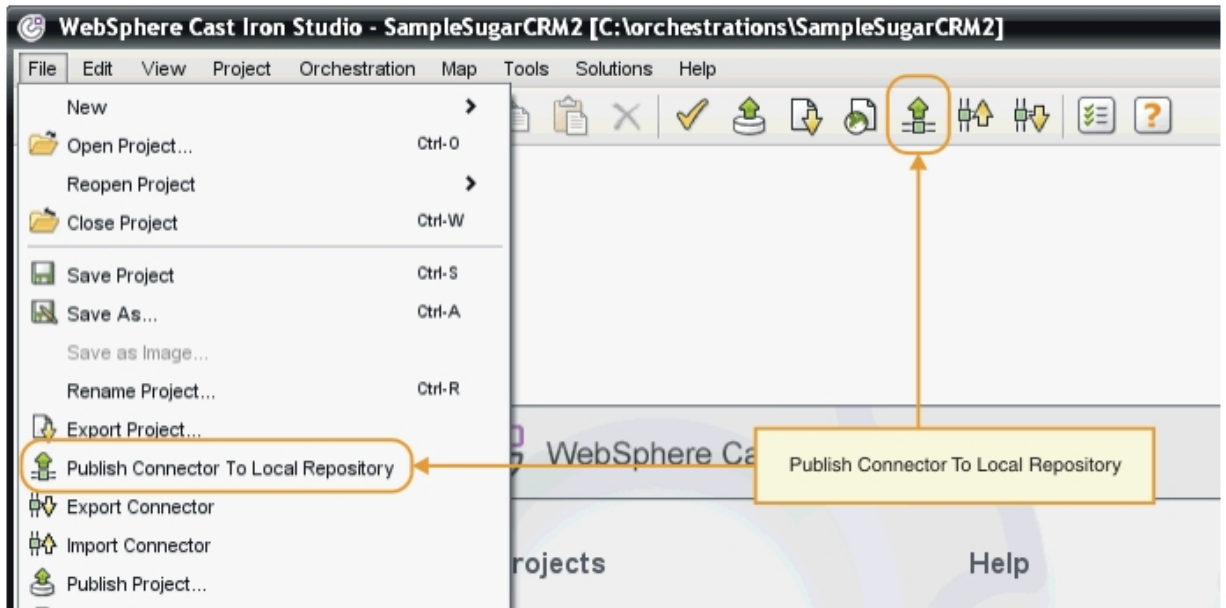 WebSphere Cast Iron Studio - SampleSugarCRM2 [C:\orchestrations\SampleSugarCRM2]
File Edit View Project Orchestration Map Tools Solutions Help
New
Open Project... Ctrl-O
Reopen Project
Close Project Ctrl-W
Save Project Ctrl-S
Save As... Ctrl-A
Save as Image...
Rename Project... Ctrl-R
Export Project...
Publish Connector To Local Repository
Export Connector
Import Connector
Publish Project...
?
WebSphere Ca
Publish Connector To Local Repository
rojects
Help